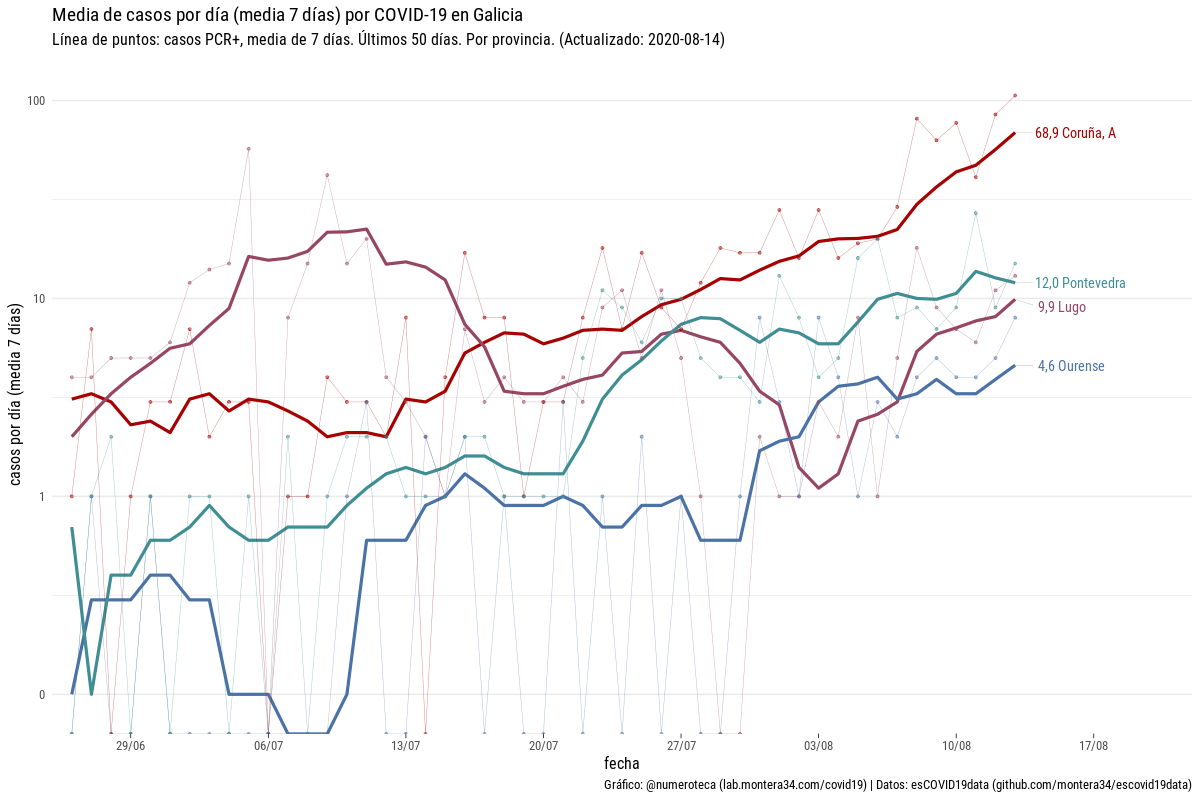 Media de casos por día (media 7 días) por COVID-19 en Galicia
Línea de puntos: casos PCR+, media de 7 días. Últimos 50 días. Por provincia. (Actualizado: 2020-08-14)
casos por día (media 7 días)
100
10
1
0
68,9 Coruña, A
12,0 Pontevedra
9,9 Lugo
4,6 Ourense
29/06
06/07
13/07
20/07
27/07
03/08
10/08
17/08
fecha
Gráfico: @numeroteca (lab.montera34.com/covid19) | Datos: esCOVID19data (github.com/montera34/escovid19data)